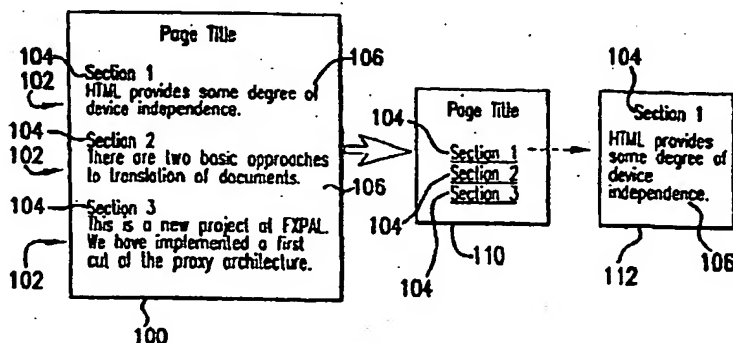 Page Title
104
Section 1
106
102
HTML provides some degree of
device independence.
104
Section 2
102
There are two basic approaches
to translation of documents.
106
104
Section 3
This is a new project at FXPAL.
We have implemented a first
cut of the proxy architecture.
102
100
Page Title
104
Section 1
Section 2
104
Section 3
104
110
104
Section 1
HTML provides
some degree of
device
independence.
112
106